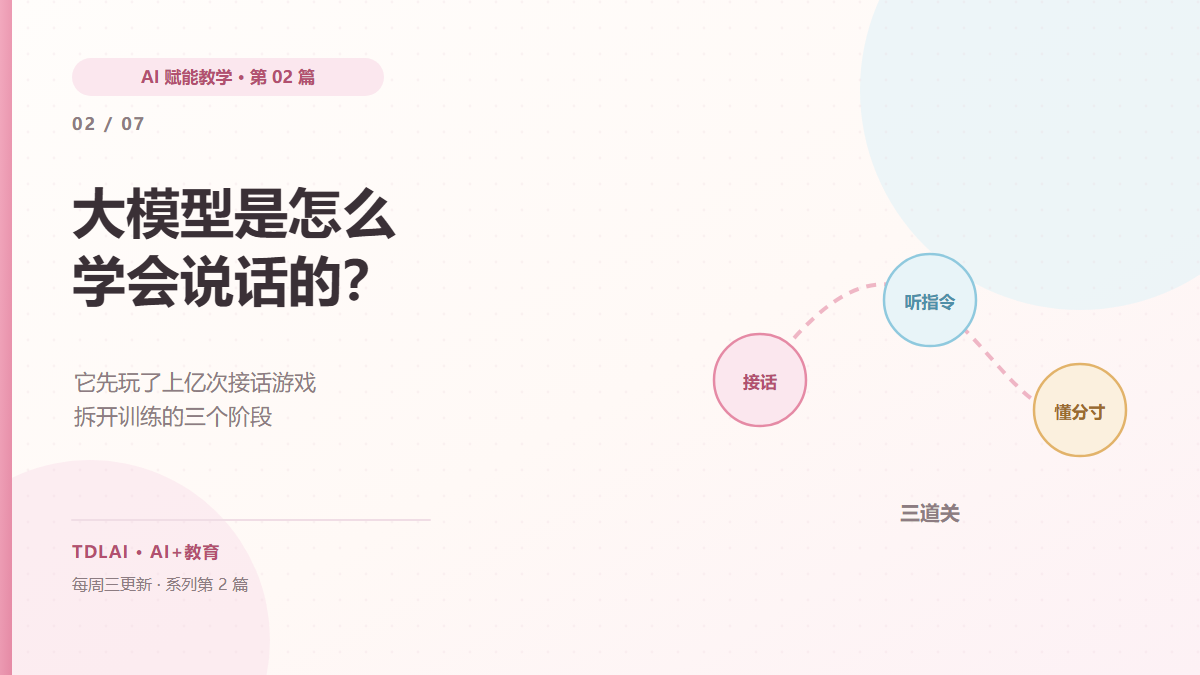 AI 赋能教学 • 第 02 篇
02 / 07
大模型是怎么
学会说话的？
它先玩了上亿次接话游戏
拆开训练的三个阶段
接话
听指令
懂分寸
三道关
TDLAI • AI+教育
每周三更新 · 系列第 2 篇